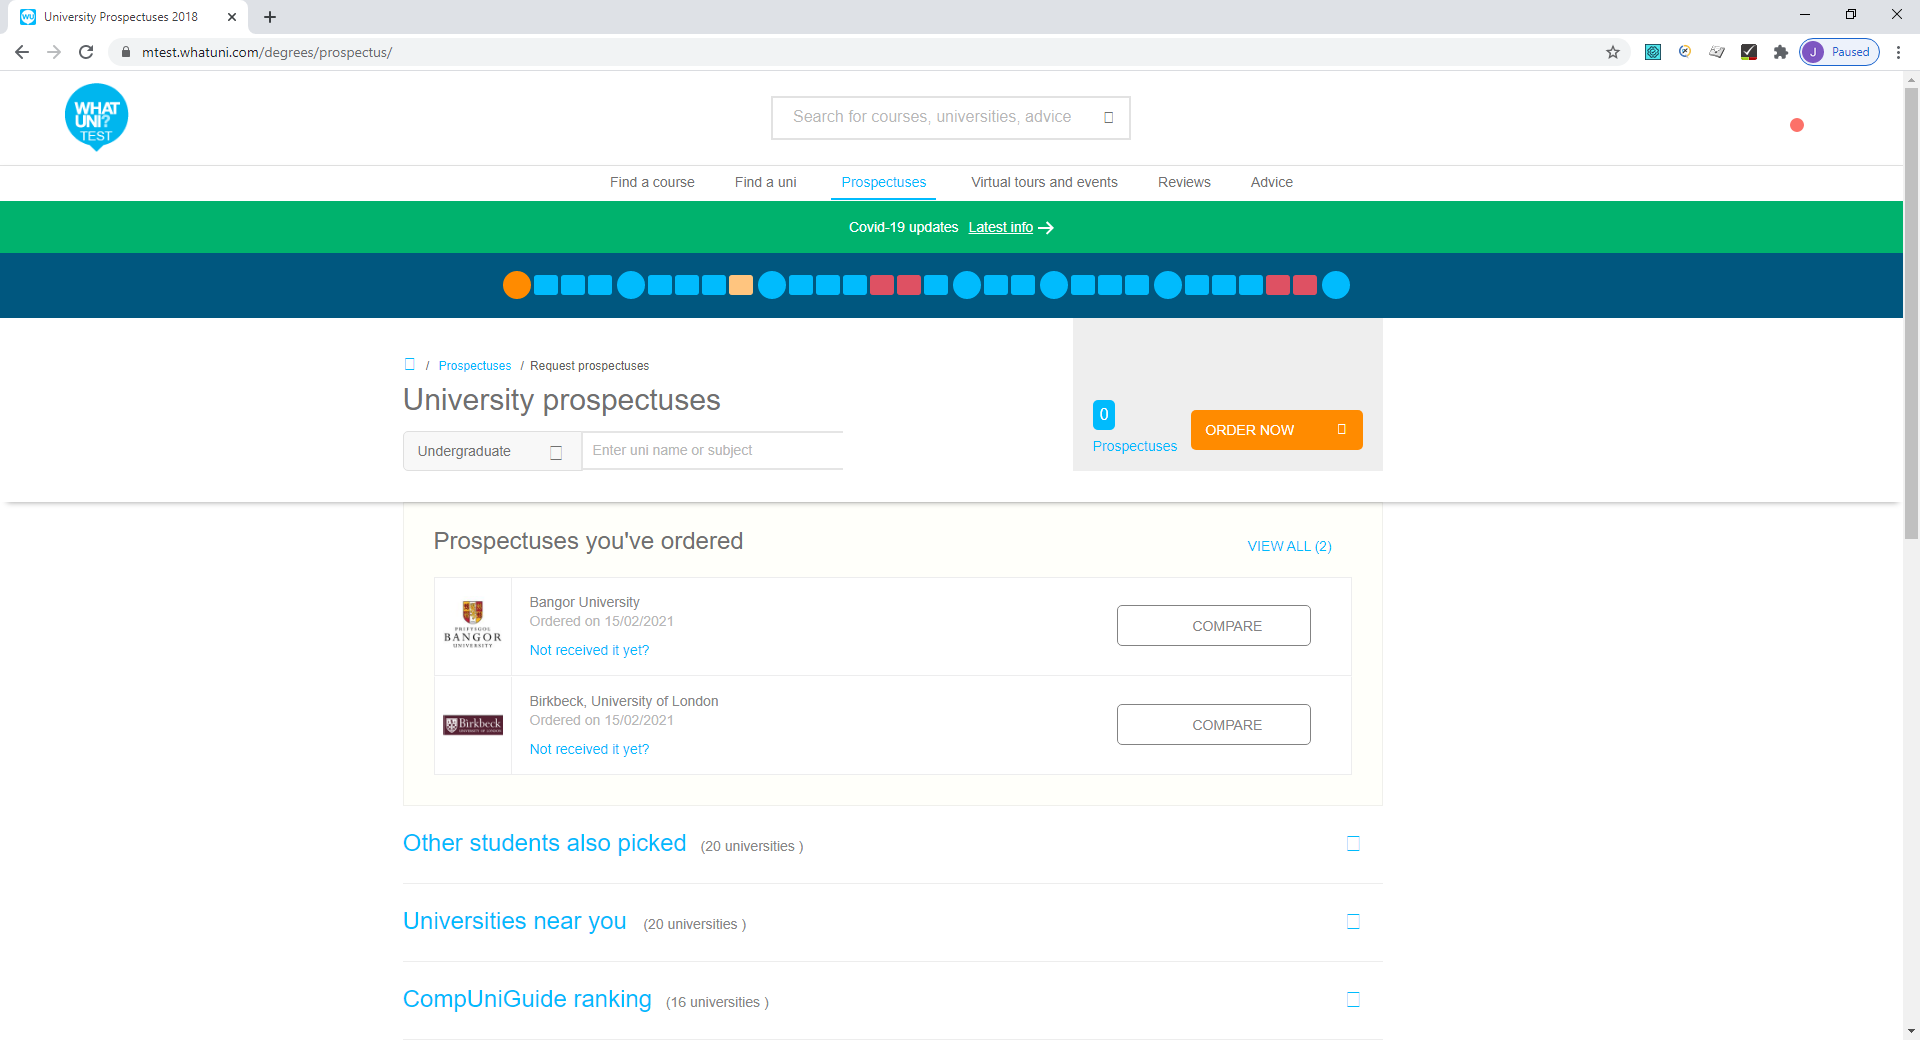 University Prospectuses 2018
mtest.whatuni.com/degrees/prospectus/
J Paused
WHAT
UNI?
TEST
Search for courses, universities, advice
Find a course Find a uni Prospectuses Virtual tours and events Reviews Advice
Covid-19 updates Latest info
/ Prospectuses / Request prospectuses
University prospectuses
Undergraduate Enter uni name or subject
0
Prospectuses
ORDER NOW
Prospectuses you've ordered
VIEW ALL (2)
PRIFYSGOL
BANGOR
UNIVERSITY
Bangor University
Ordered on 15/02/2021
Not received it yet?
COMPARE
Birkbeck
UNIVERSITY OF LONDON
Birkbeck, University of London
Ordered on 15/02/2021
Not received it yet?
COMPARE
Other students also picked (20 universities )
Universities near you (20 universities )
CompUniGuide ranking (16 universities )